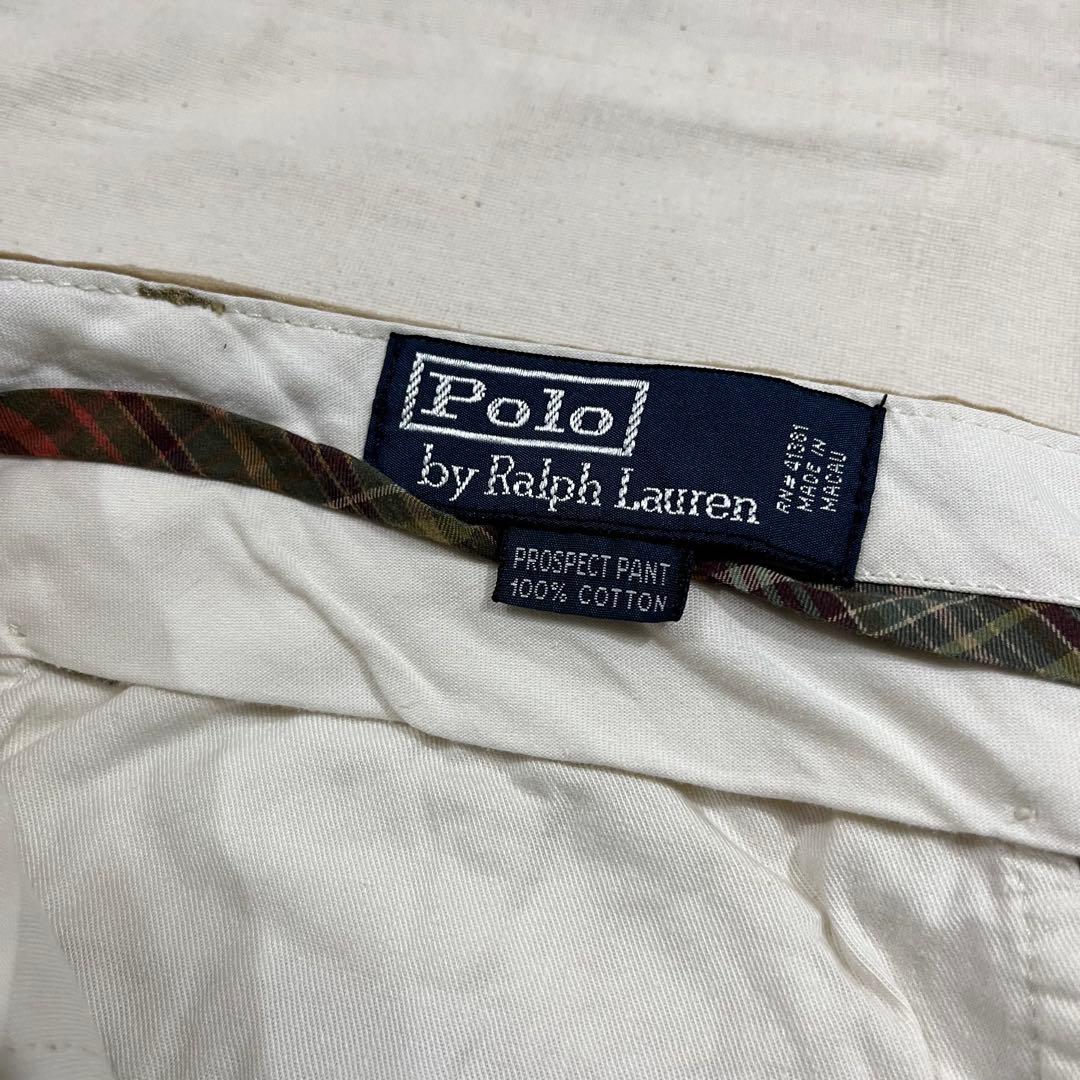 Polo
by Ralph Lauren
RN#41381
MADE IN
MACAU
PROSPECT PANT
100% COTTON